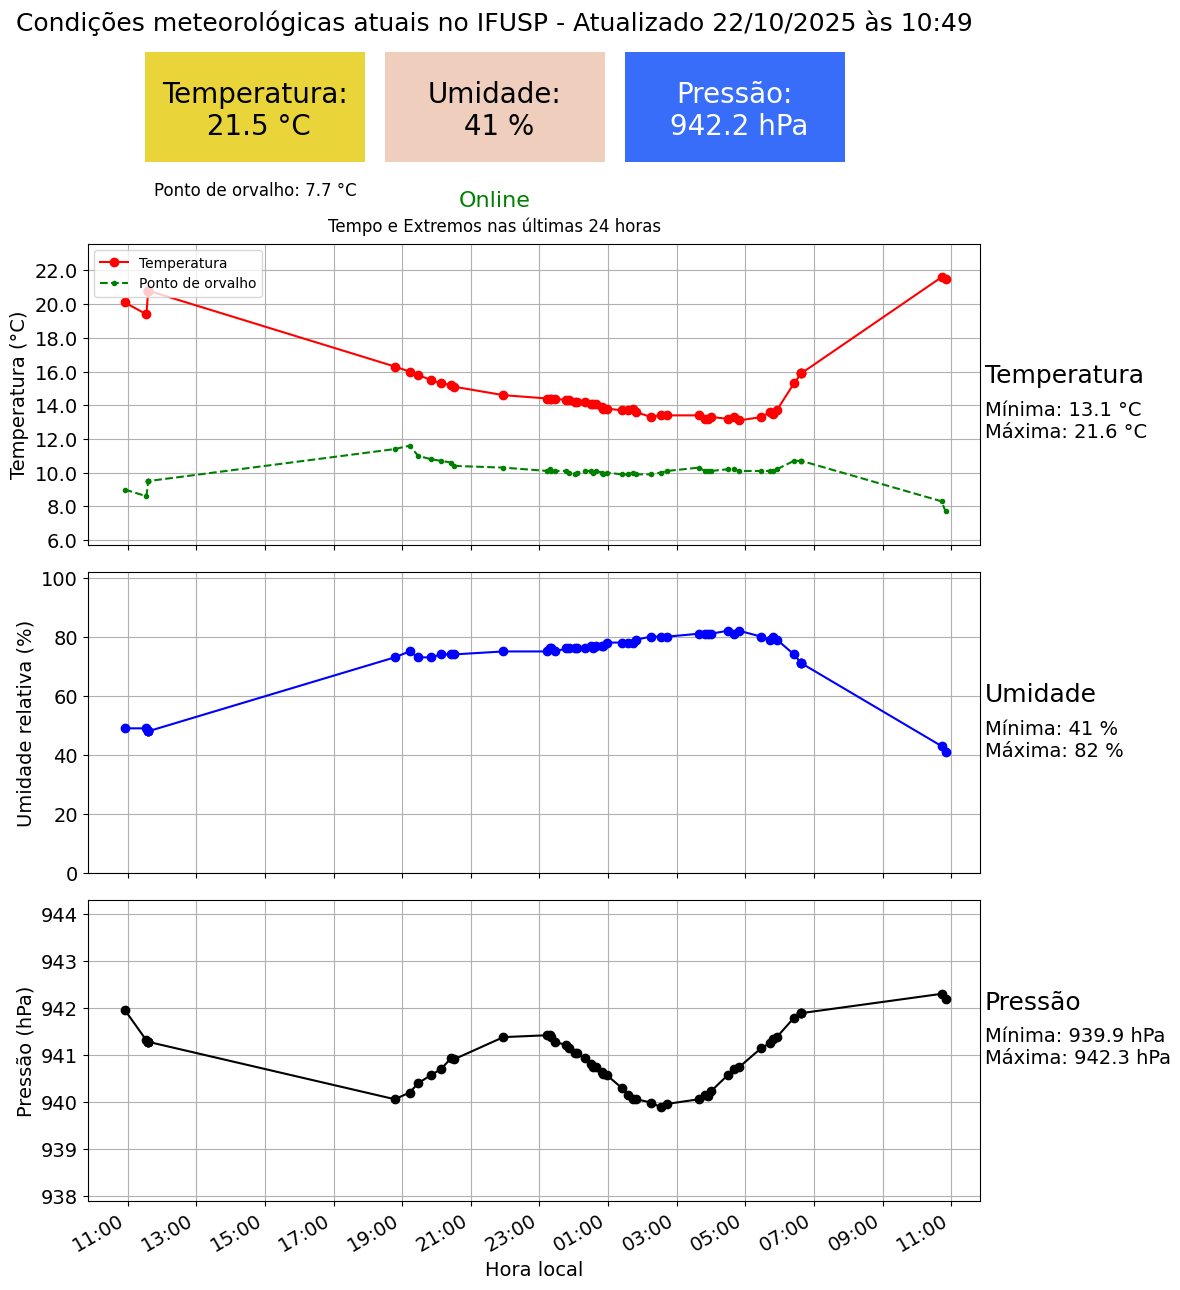 Condições meteorológicas atuais no IFUSP - Atualizado 22/10/2025 às 10:49
Temperatura:
21.5 °C
Umidade:
41 %
Pressão:
942.2 hPa
Ponto de orvalho: 7.7 °C
Online
Tempo e Extremos nas últimas 24 horas
Temperatura
Ponto de orvalho
Temperatura (°C)
22.0
20.0
18.0
16.0
14.0
12.0
10.0
8.0
6.0
Temperatura
Mínima: 13.1 °C
Máxima: 21.6 °C
Umidade relativa (%)
100
80
60
40
20
0
Umidade
Mínima: 41 %
Máxima: 82 %
Pressão (hPa)
944
943
942
941
940
939
938
Pressão
Mínima: 939.9 hPa
Máxima: 942.3 hPa
11:00 13:00 15:00 17:00 19:00 21:00 23:00 01:00 03:00 05:00 07:00 09:00 11:00
Hora local